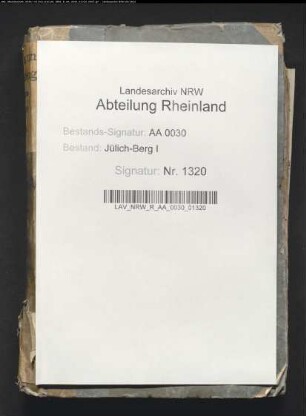 Landesarchiv NRW
Abteilung Rheinland
Bestands-Signatur: AA 0030
Bestand: Jülich-Berg I
Signatur: Nr. 1320
LAV_NRW_R_AA_0030_01320